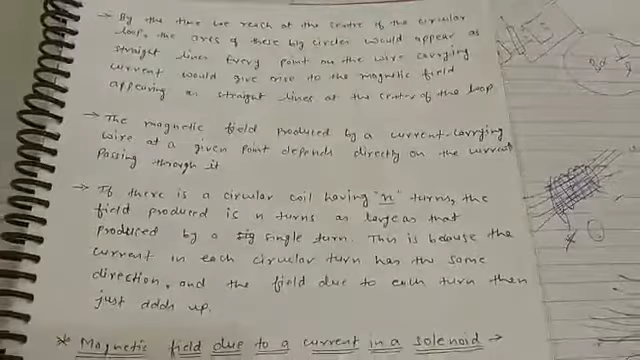 → By the time we reach at the centre of the circular
loop, the arcs of these big circles would appear as
straight lines Every point on the wire carrying
current would give rise to the magnetic field
appearing as straight lines at the center of the loop
→ The magnetic field produced by a current-carrying
wire at a given point depends directly on the current
passing through it
→ If there is a circular coil having "n" turns, the
field produced is n turns as large as that
produced by a single turn. This is because the
current in each circular turn has the same
direction, and the field due to each turn then
just adds up.
* Magnetic field due to a current in a solenoid →